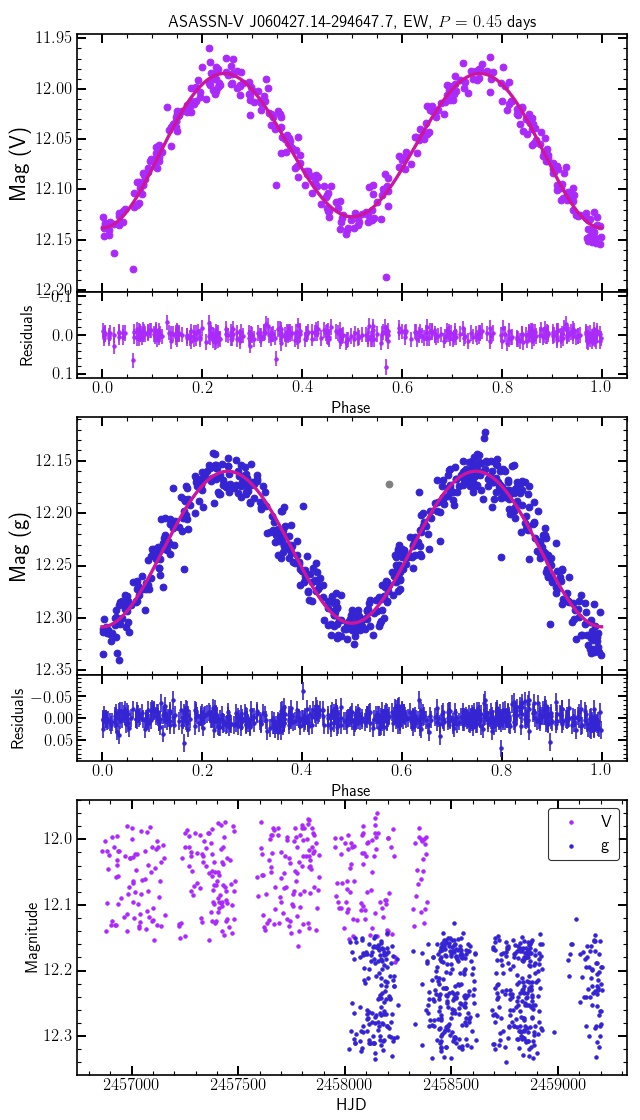 ASASSN-V J060427.14-294647.7, EW, P = 0.45 days
11.95
12.00
12.05
12.10
12.15
12.20
Mag (V)
−0.1
0.0
0.1
Residuals
0.0 0.2 0.4 0.6 0.8 1.0
Phase
12.15
12.20
12.25
12.30
12.35
Mag (g)
−0.05
0.00
0.05
Residuals
0.0 0.2 0.4 0.6 0.8 1.0
Phase
V
g
12.0
12.1
12.2
12.3
Magnitude
2457000 2457500 2458000 2458500 2459000
HJD